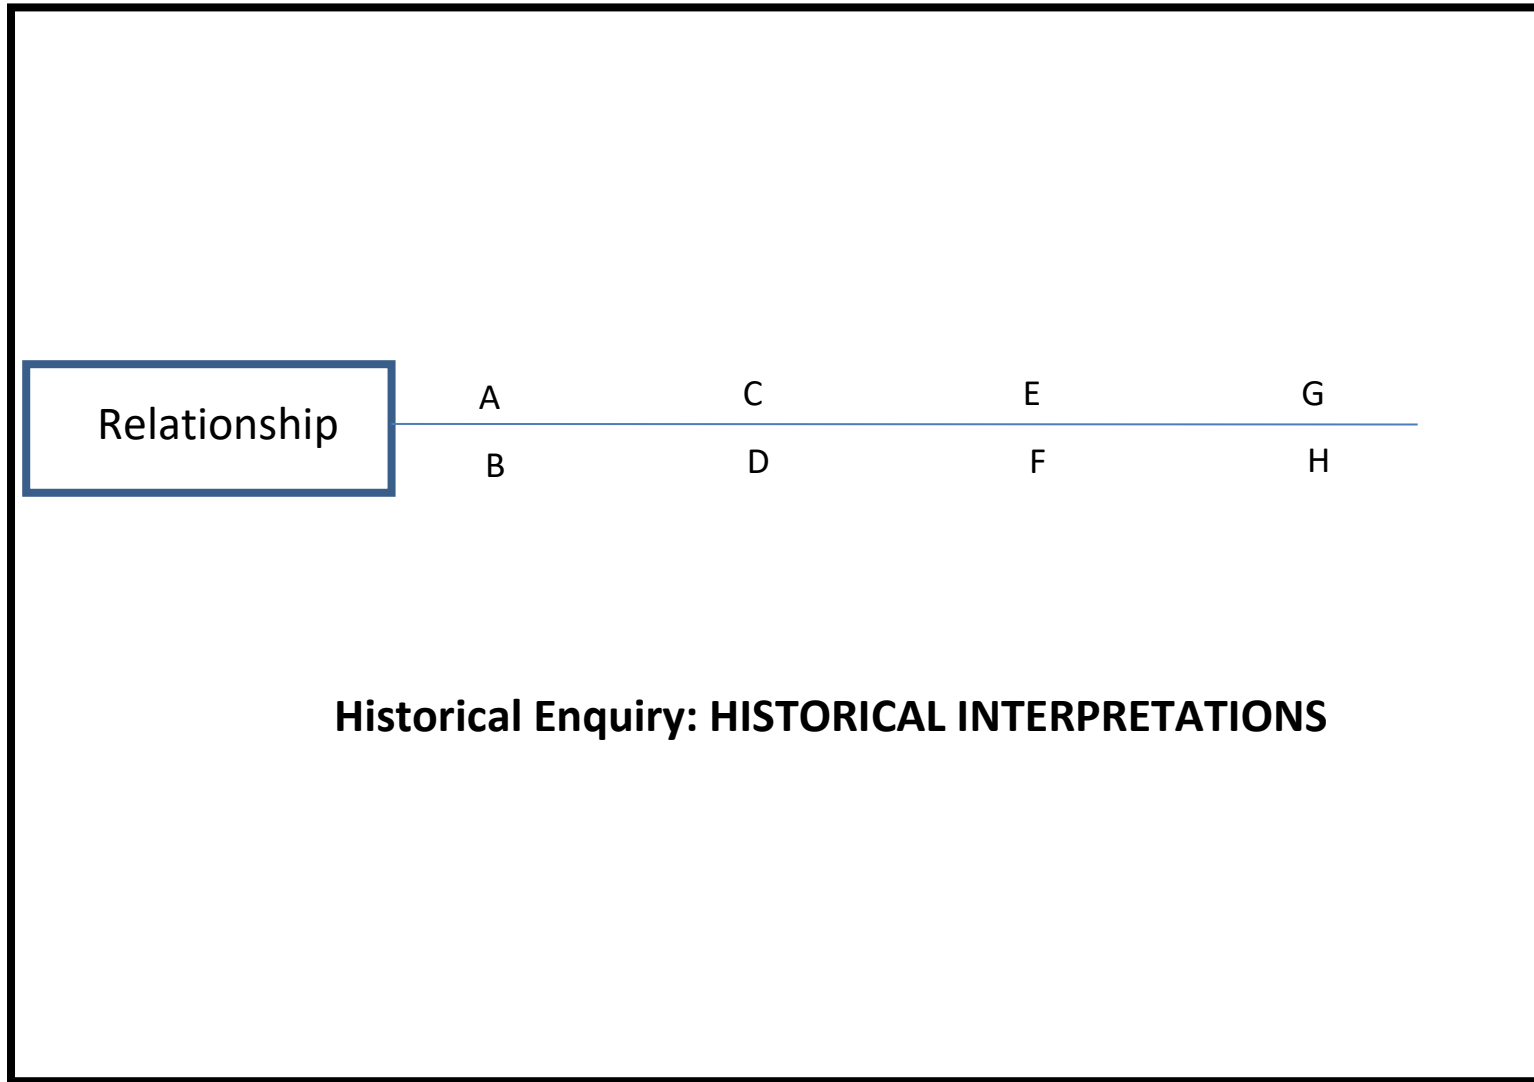 A C E G
Relationship
B D F H
Historical Enquiry: HISTORICAL INTERPRETATIONS